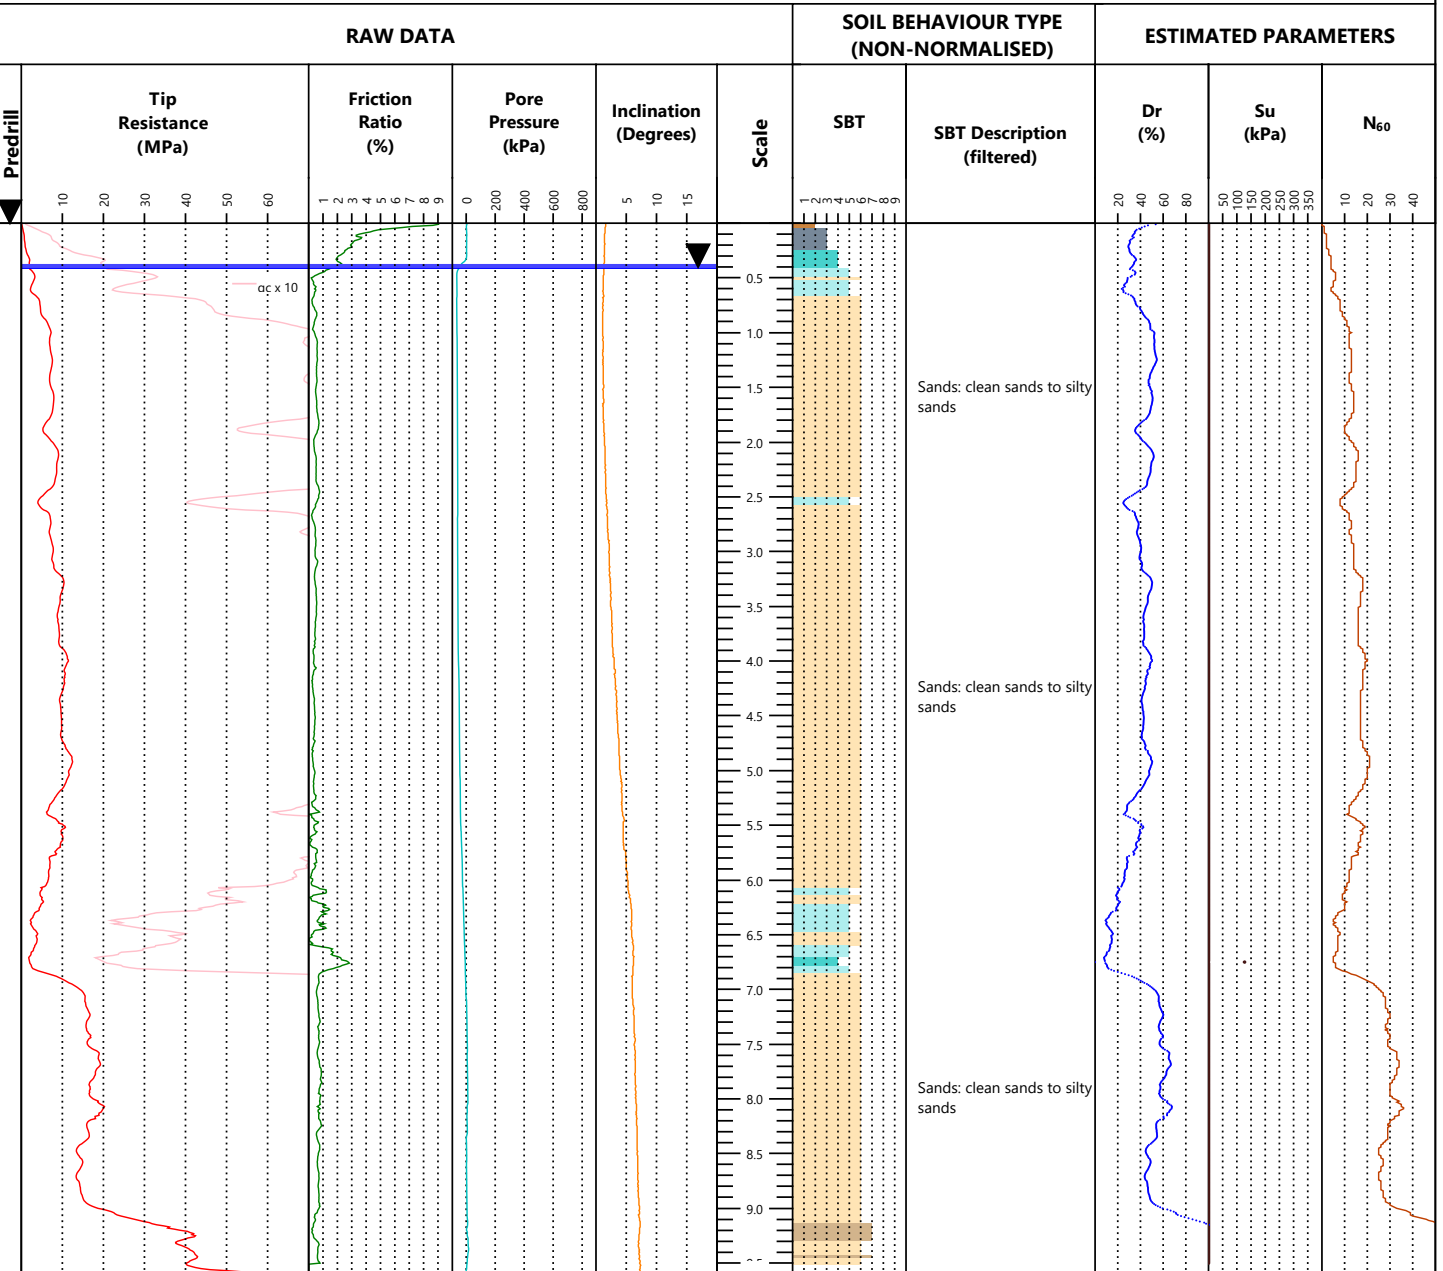 RAW DATA
SOIL BEHAVIOUR TYPE
(NON-NORMALISED)
ESTIMATED PARAMETERS
Predrill
Tip
Resistance
(MPa)
Friction
Ratio
(%)
Pore
Pressure
(kPa)
Inclination
(Degrees)
Scale
SBT
SBT Description
(filtered)
Dr
(%)
Su
(kPa)
N60
10 20 30 40 50 60
1 2 3 4 5 6 7 8 9
0 200 400 600 800
5 10 15
1 2 3 4 5 6 7 8 9
20 40 60 80
50 100 150 200 250 300 350
10 20 30 40
qc x 10
0.5
1.0
1.5
Sands: clean sands to silty
sands
2.0
2.5
3.0
3.5
4.0
Sands: clean sands to silty
sands
4.5
5.0
5.5
6.0
6.5
7.0
7.5
8.0
Sands: clean sands to silty
sands
8.5
9.0